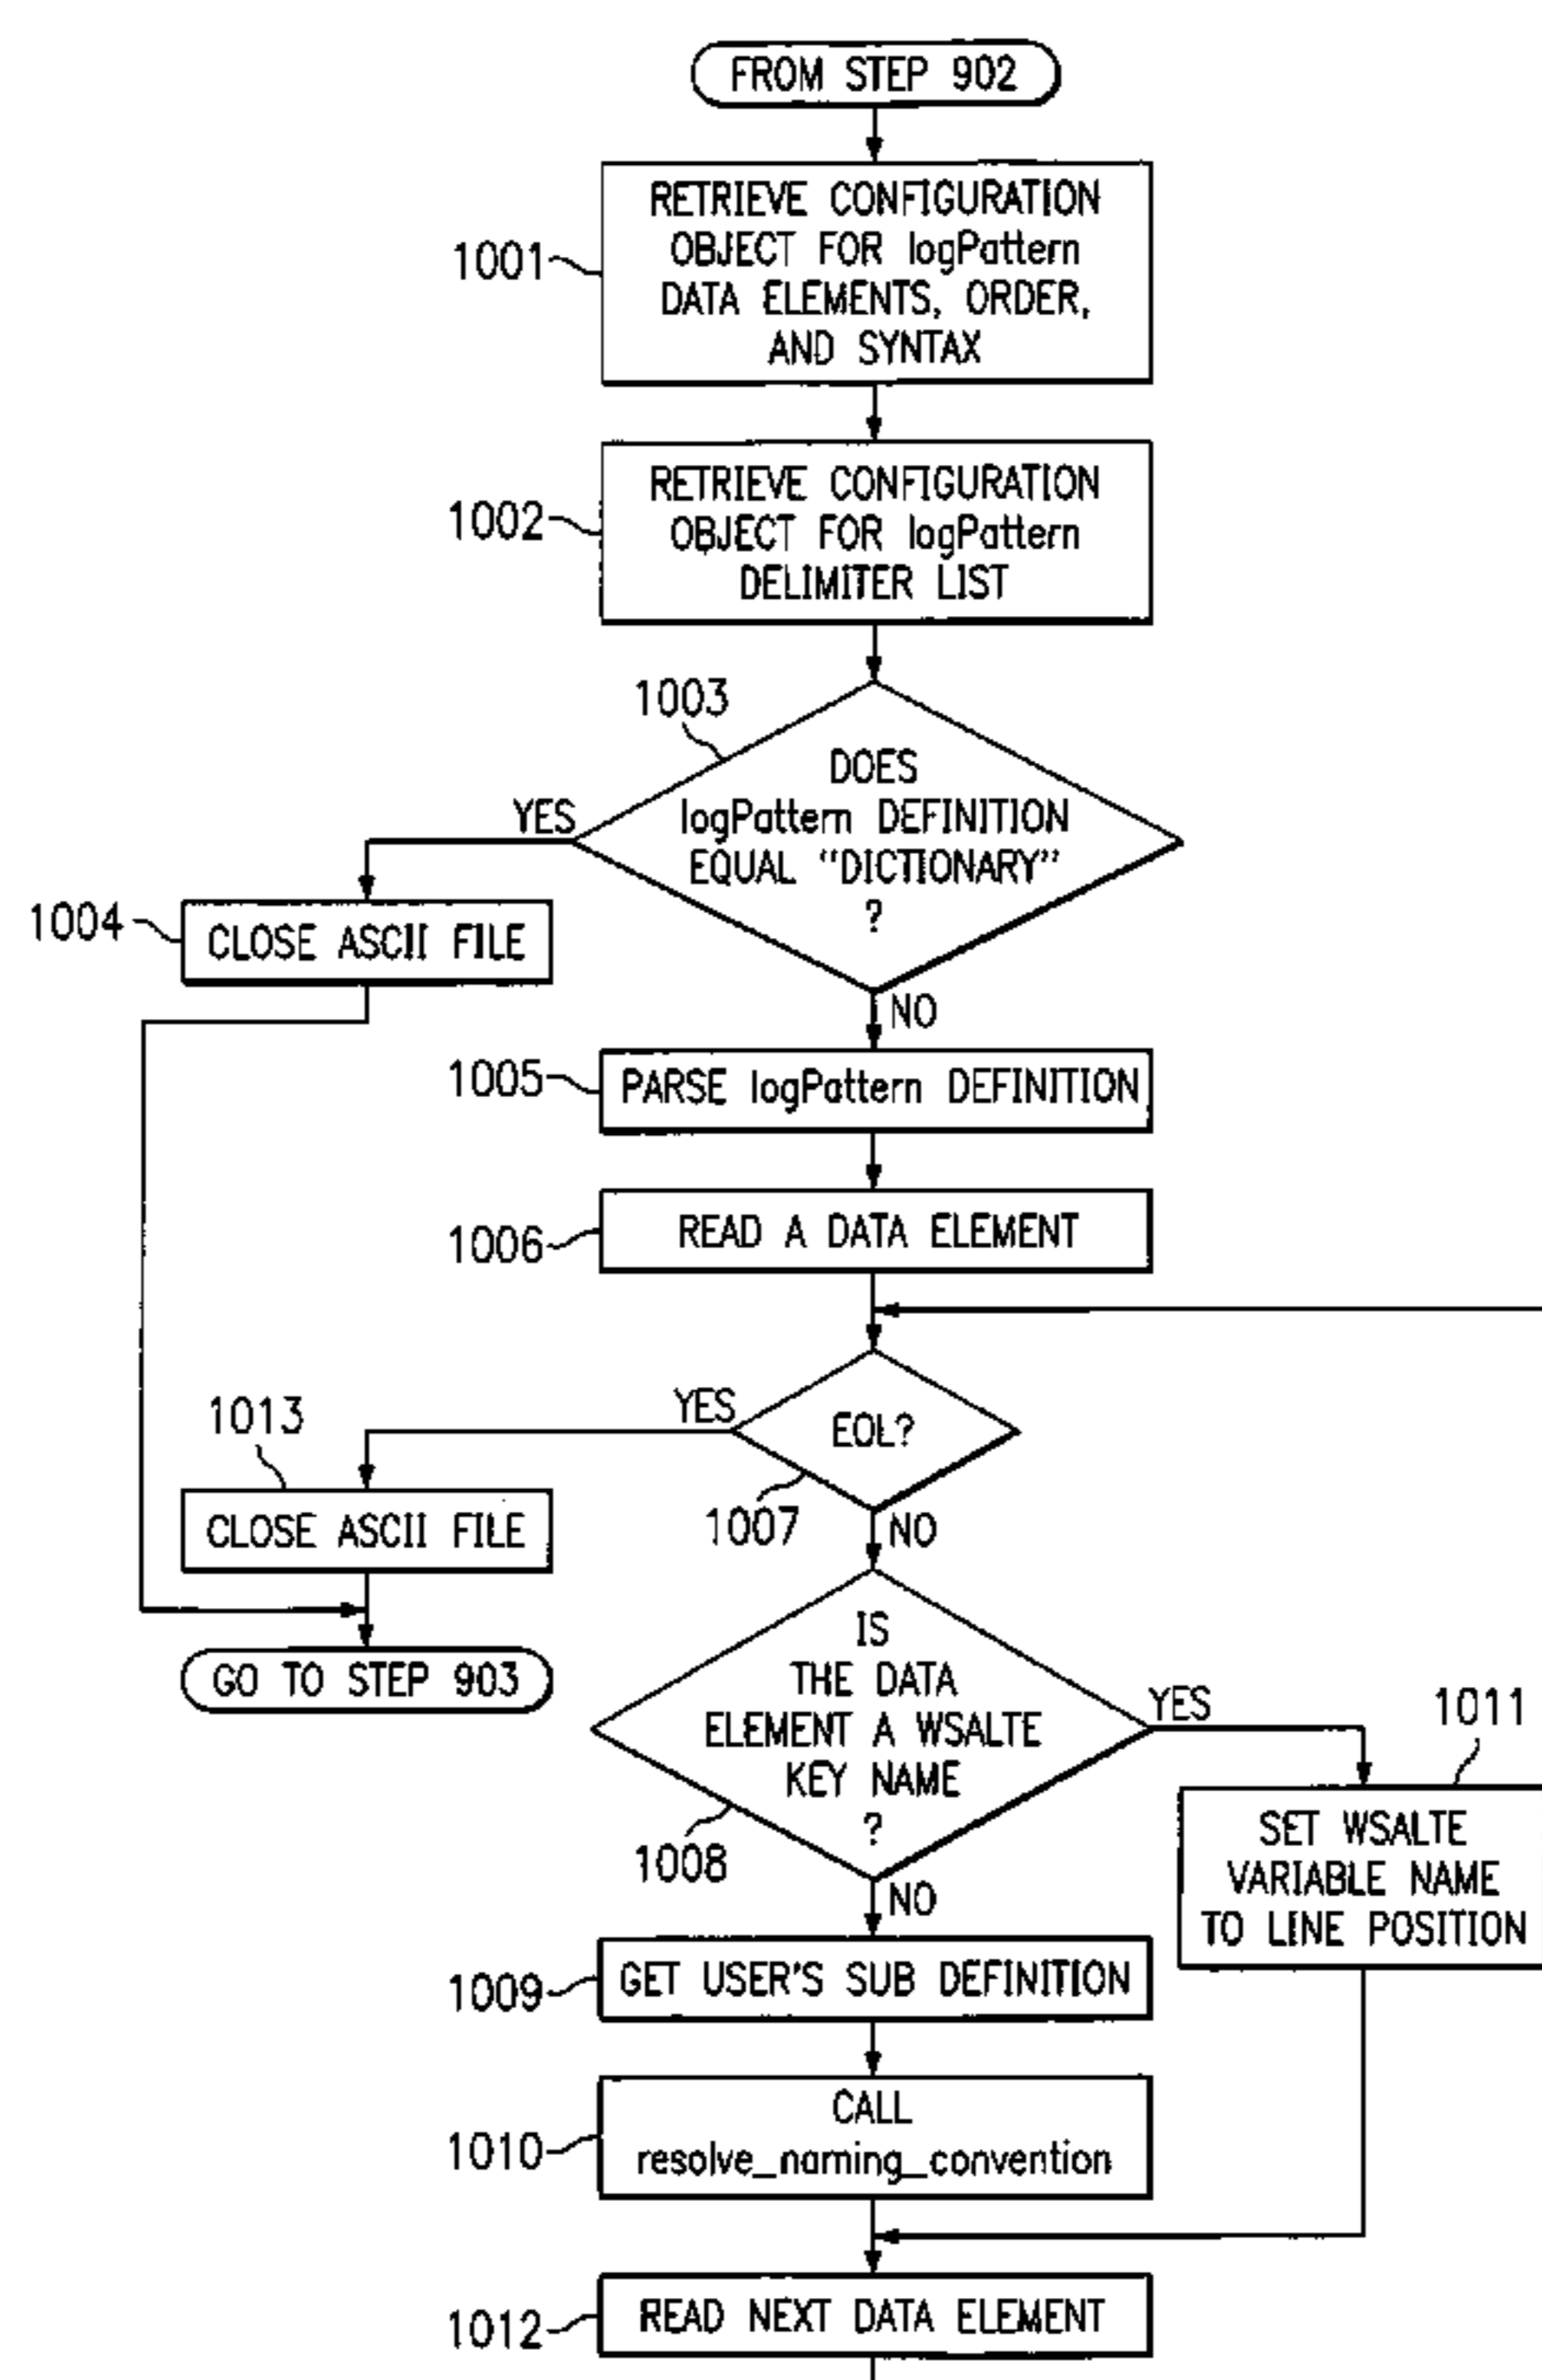 FROM STEP 902
RETRIEVE CONFIGURATION
OBJECT FOR logPattern
DATA ELEMENTS, ORDER,
AND SYNTAX
1001
RETRIEVE CONFIGURATION
OBJECT FOR logPattern
DELIMITER LIST
1002
1003
DOES
logPattern DEFINITION
EQUAL "DICTIONARY"
?
YES
1004
CLOSE ASCII FILE
NO
1005
PARSE logPattern DEFINITION
1006
READ A DATA ELEMENT
1013
YES
EOL?
1007
NO
CLOSE ASCII FILE
GO TO STEP 903
IS
THE DATA
ELEMENT A WSALTE
KEY NAME
?
YES
1008
NO
1011
SET WSALTE
VARIABLE NAME
TO LINE POSITION
1009
GET USER'S SUB DEFINITION
1010
CALL
resolve_naming_convention
1012
READ NEXT DATA ELEMENT